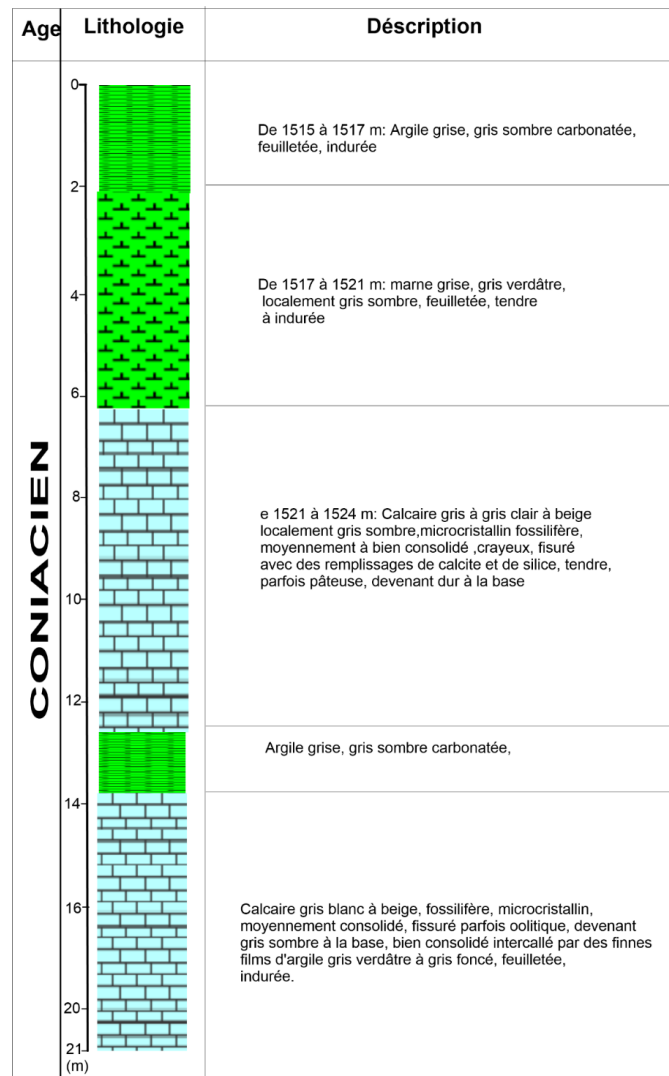 Age Lithologie Déscription
0
De 1515 à 1517 m: Argile grise, gris sombre carbonatée,
feuilletée, indurée
2
De 1517 à 1521 m: marne grise, gris verdâtre,
localement gris sombre, feuilletée, tendre
à indurée
4
6
CONIACIEN
8
e 1521 à 1524 m: Calcaire gris à gris clair à beige
localement gris sombre,microcristallin fossilifère,
moyennement à bien consolidé ,crayeux, fisuré
avec des remplissages de calcite et de silice, tendre,
parfois pâteuse, devenant dur à la base
10
12
Argile grise, gris sombre carbonatée,
14
Calcaire gris blanc à beige, fossilifère, microcristallin,
moyennement consolidé, fissuré parfois oolitique, devenant
gris sombre à la base, bien consolidé intercallé par des finnes
films d'argile gris verdâtre à gris foncé, feuilletée,
indurée.
16
20
21
(m)